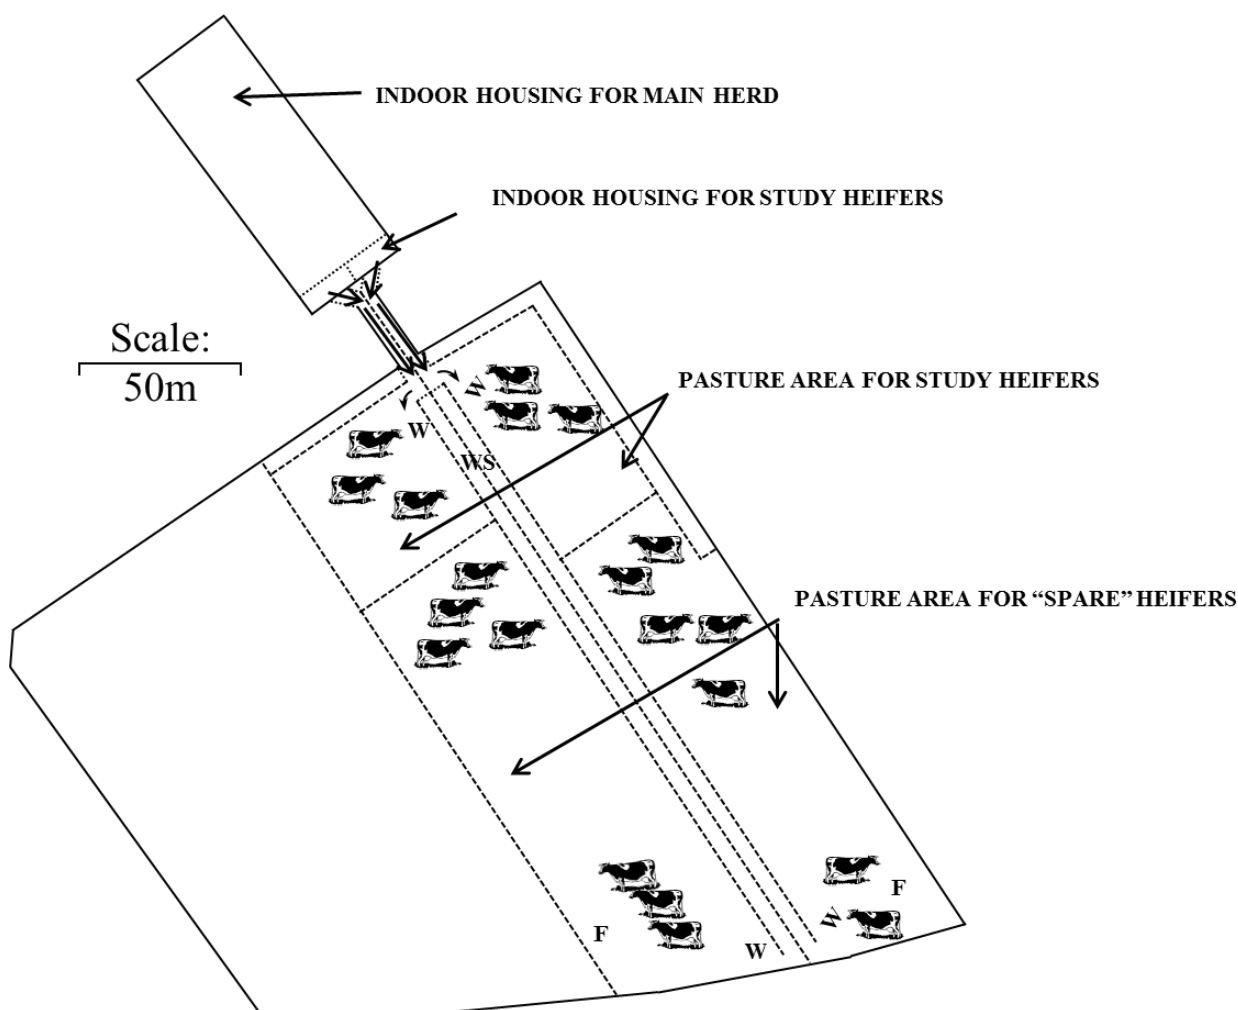 INDOOR HOUSING FOR MAIN HERD
INDOOR HOUSING FOR STUDY HEIFERS
Scale:
50m
PASTURE AREA FOR STUDY HEIFERS
W
W
WS
PASTURE AREA FOR “SPARE” HEIFERS
F
W
F
W